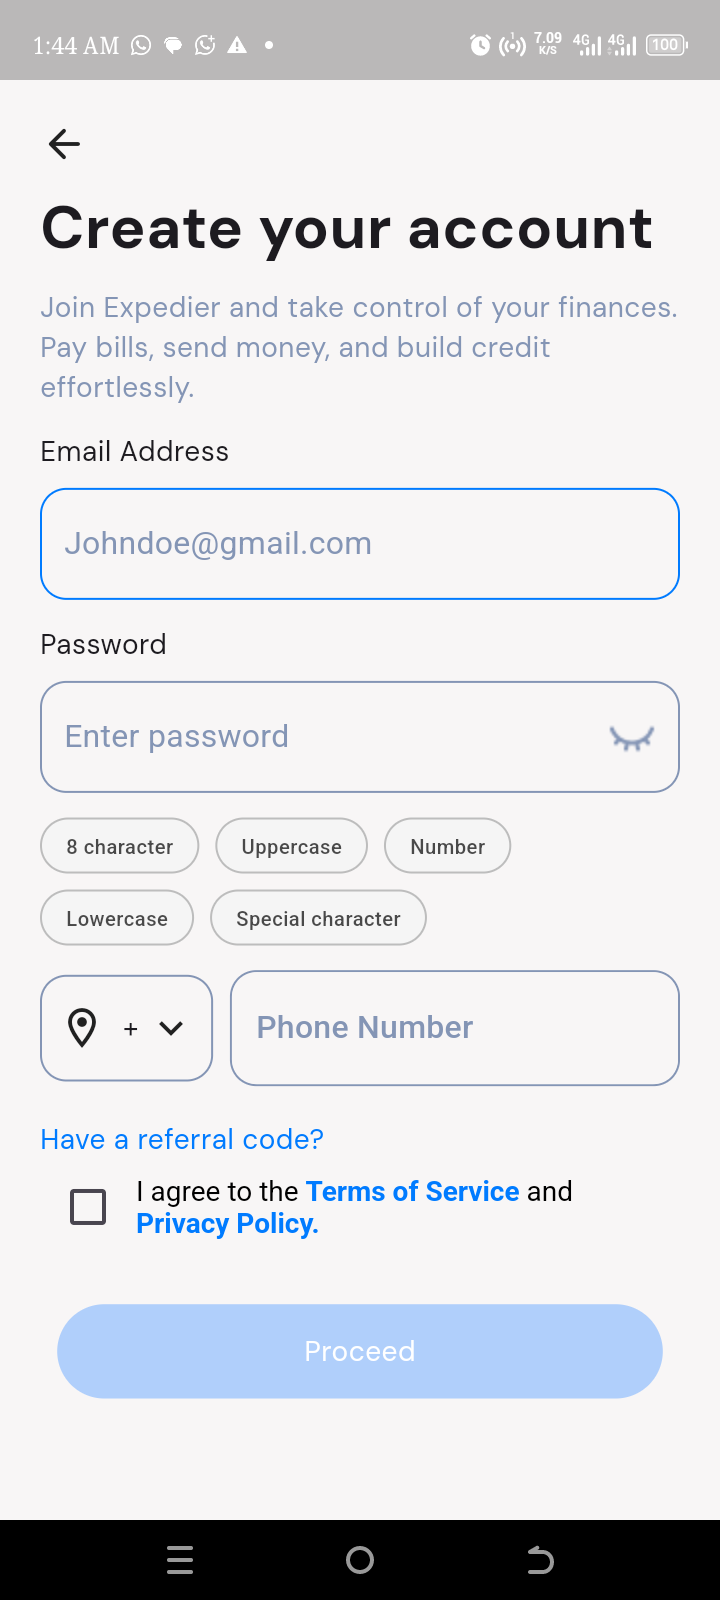 1:44 AM
1
7.09
K/S
4G
4G
100
Create your account
Join Expedier and take control of your finances.
Pay bills, send money, and build credit
effortlessly.
Email Address
Johndoe@gmail.com
Password
Enter password
8 character
Uppercase
Number
Lowercase
Special character
+
Phone Number
Have a referral code?
I agree to the Terms of Service and
Privacy Policy.
Proceed